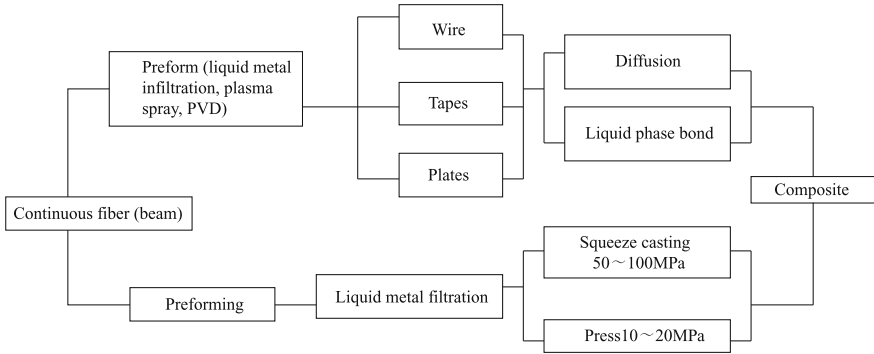 Preform (liquid metal
infiltration, plasma
spray, PVD)
Wire
Tapes
Plates
Diffusion
Liquid phase bond
Composite
Continuous fiber (beam)
Preforming
Liquid metal filtration
Squeeze casting
50～100MPa
Press10～20MPa